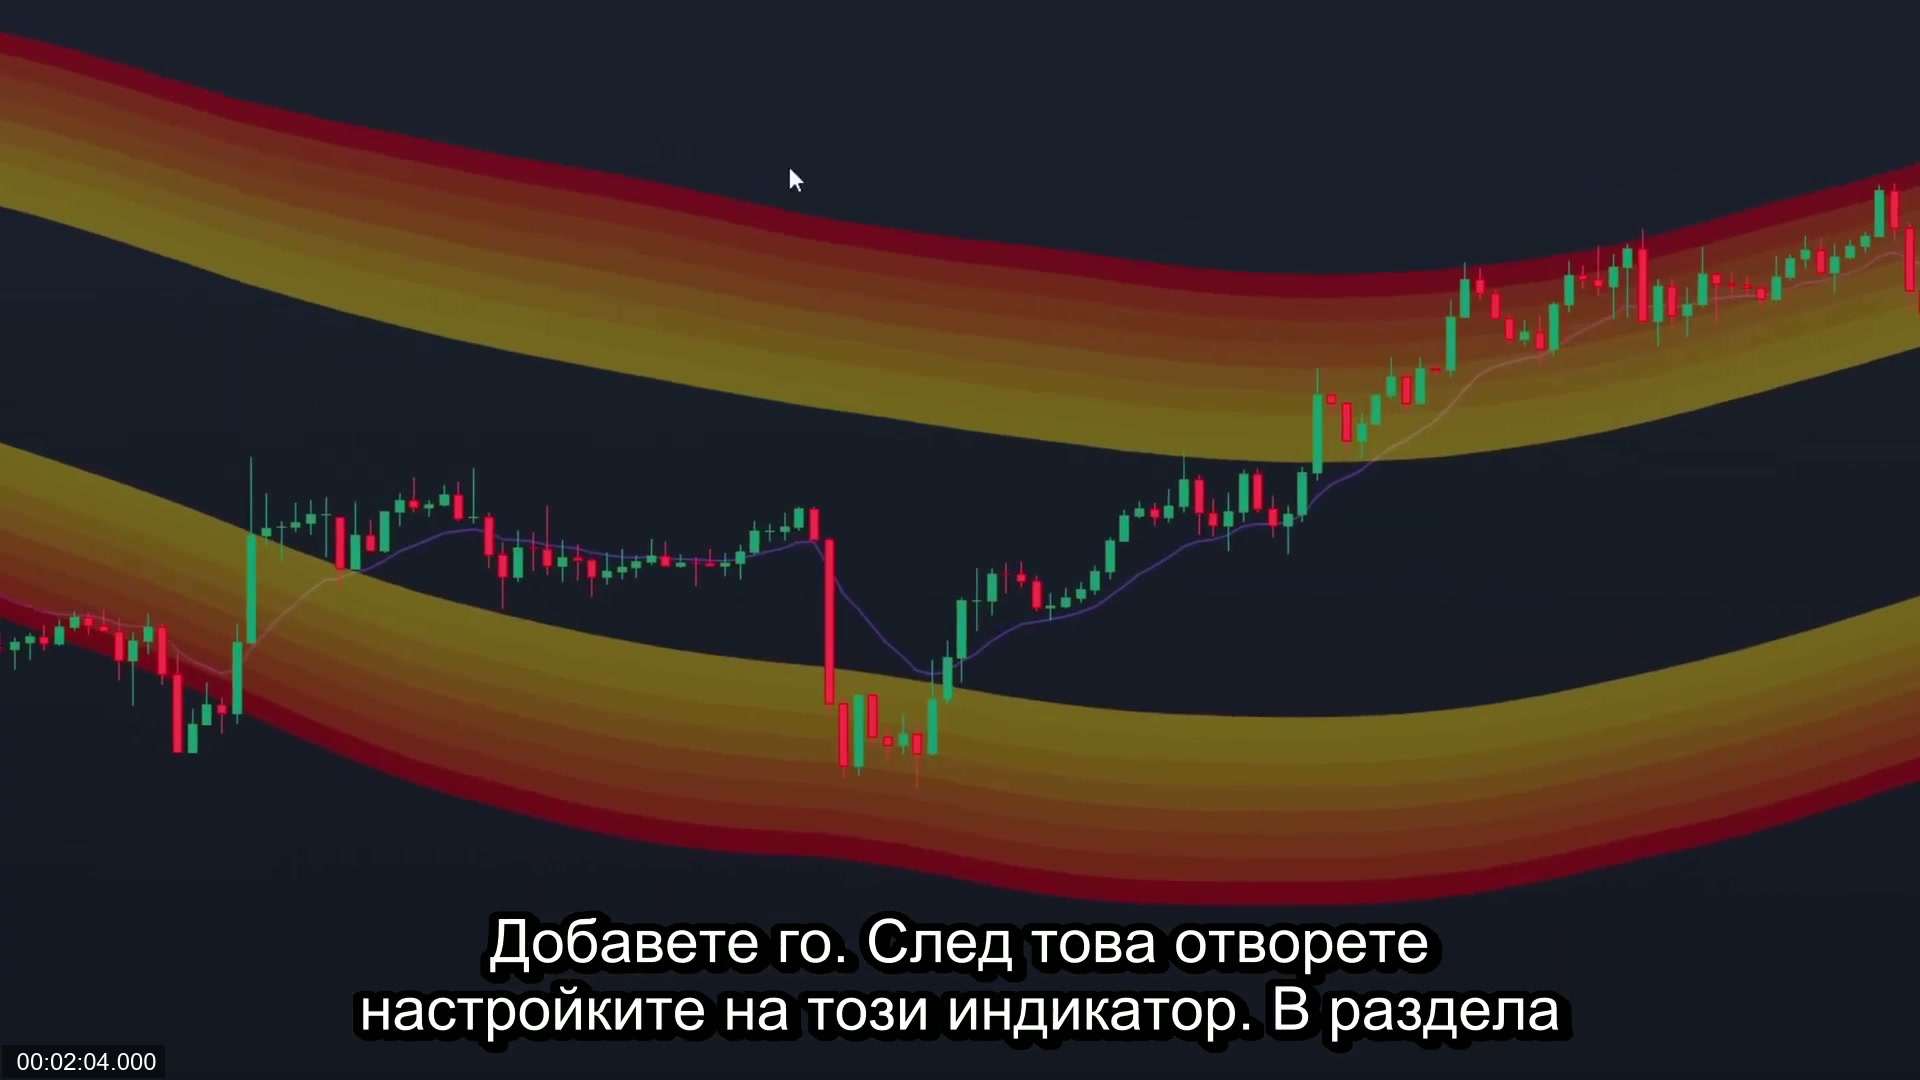 Добавете го. След това отворете
настройките на този индикатор. В раздела
00:02:04.000